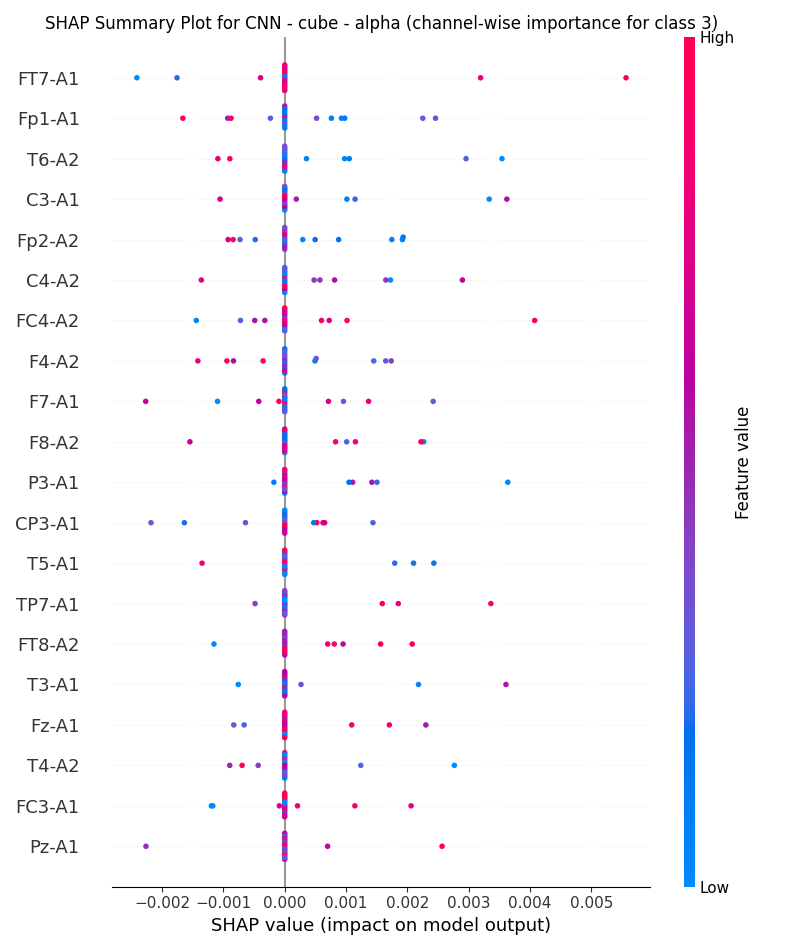 SHAP Summary Plot for CNN - cube - alpha (channel-wise importance for class 3)
High
FT7-A1
Fp1-A1
T6-A2
C3-A1
Fp2-A2
C4-A2
FC4-A2
F4-A2
F7-A1
F8-A2
P3-A1
CP3-A1
T5-A1
TP7-A1
FT8-A2
T3-A1
Fz-A1
T4-A2
FC3-A1
Pz-A1
Feature value
Low
−0.002 −0.001 0.000 0.001 0.002 0.003 0.004 0.005
SHAP value (impact on model output)